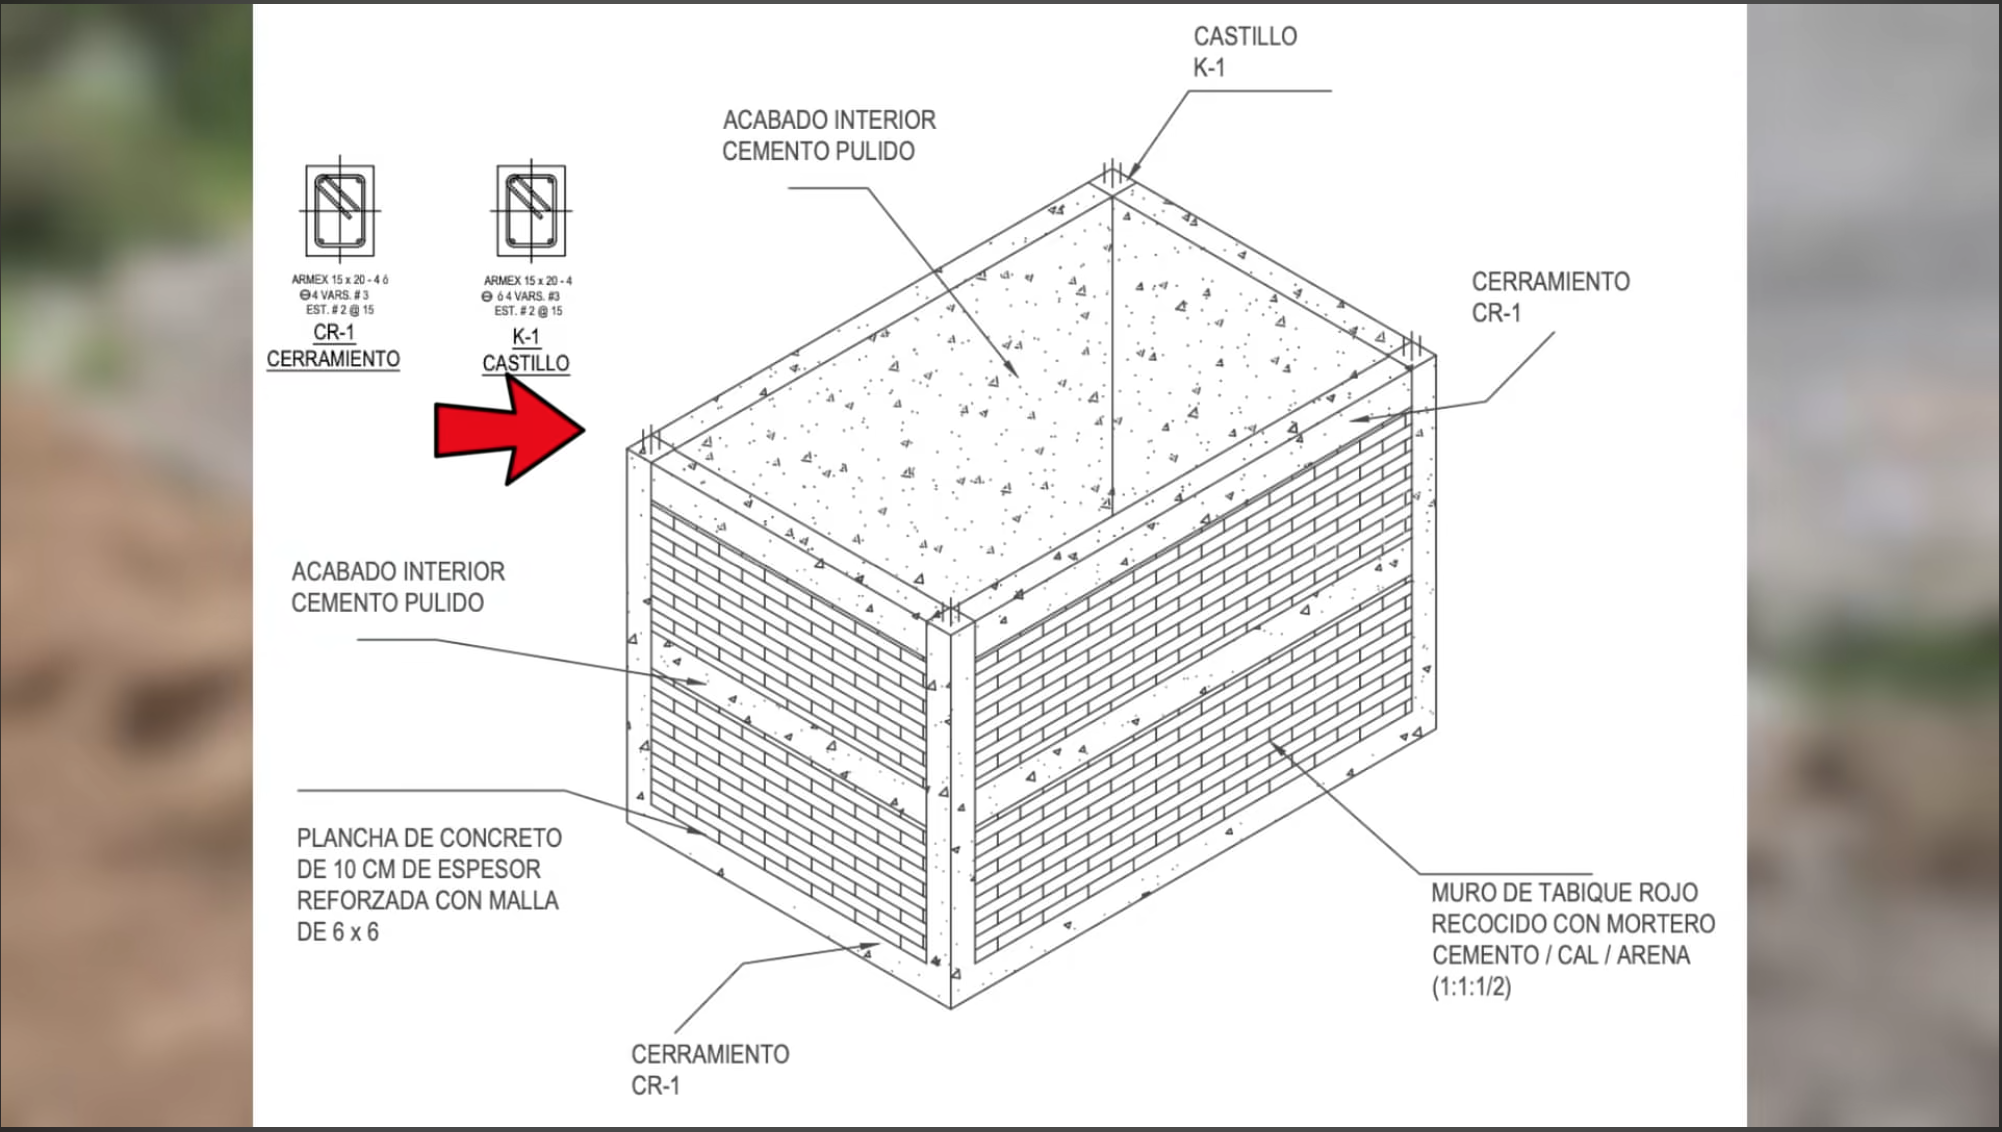 CASTILLO
K-1
ACABADO INTERIOR
CEMENTO PULIDO
ARMEX 15 x 20 - 4 ó
4 VARS. # 3
EST. # 2 @ 15
CR-1
CERRAMIENTO
ARMEX 15 x 20 - 4
ó 4 VARS. #3
EST. # 2 @ 15
K-1
CASTILLO
CERRAMIENTO
CR-1
ACABADO INTERIOR
CEMENTO PULIDO
PLANCHA DE CONCRETO
DE 10 CM DE ESPESOR
REFORZADA CON MALLA
DE 6 x 6
MURO DE TABIQUE ROJO
RECOCIDO CON MORTERO
CEMENTO / CAL / ARENA
(1:1:1/2)
CERRAMIENTO
CR-1